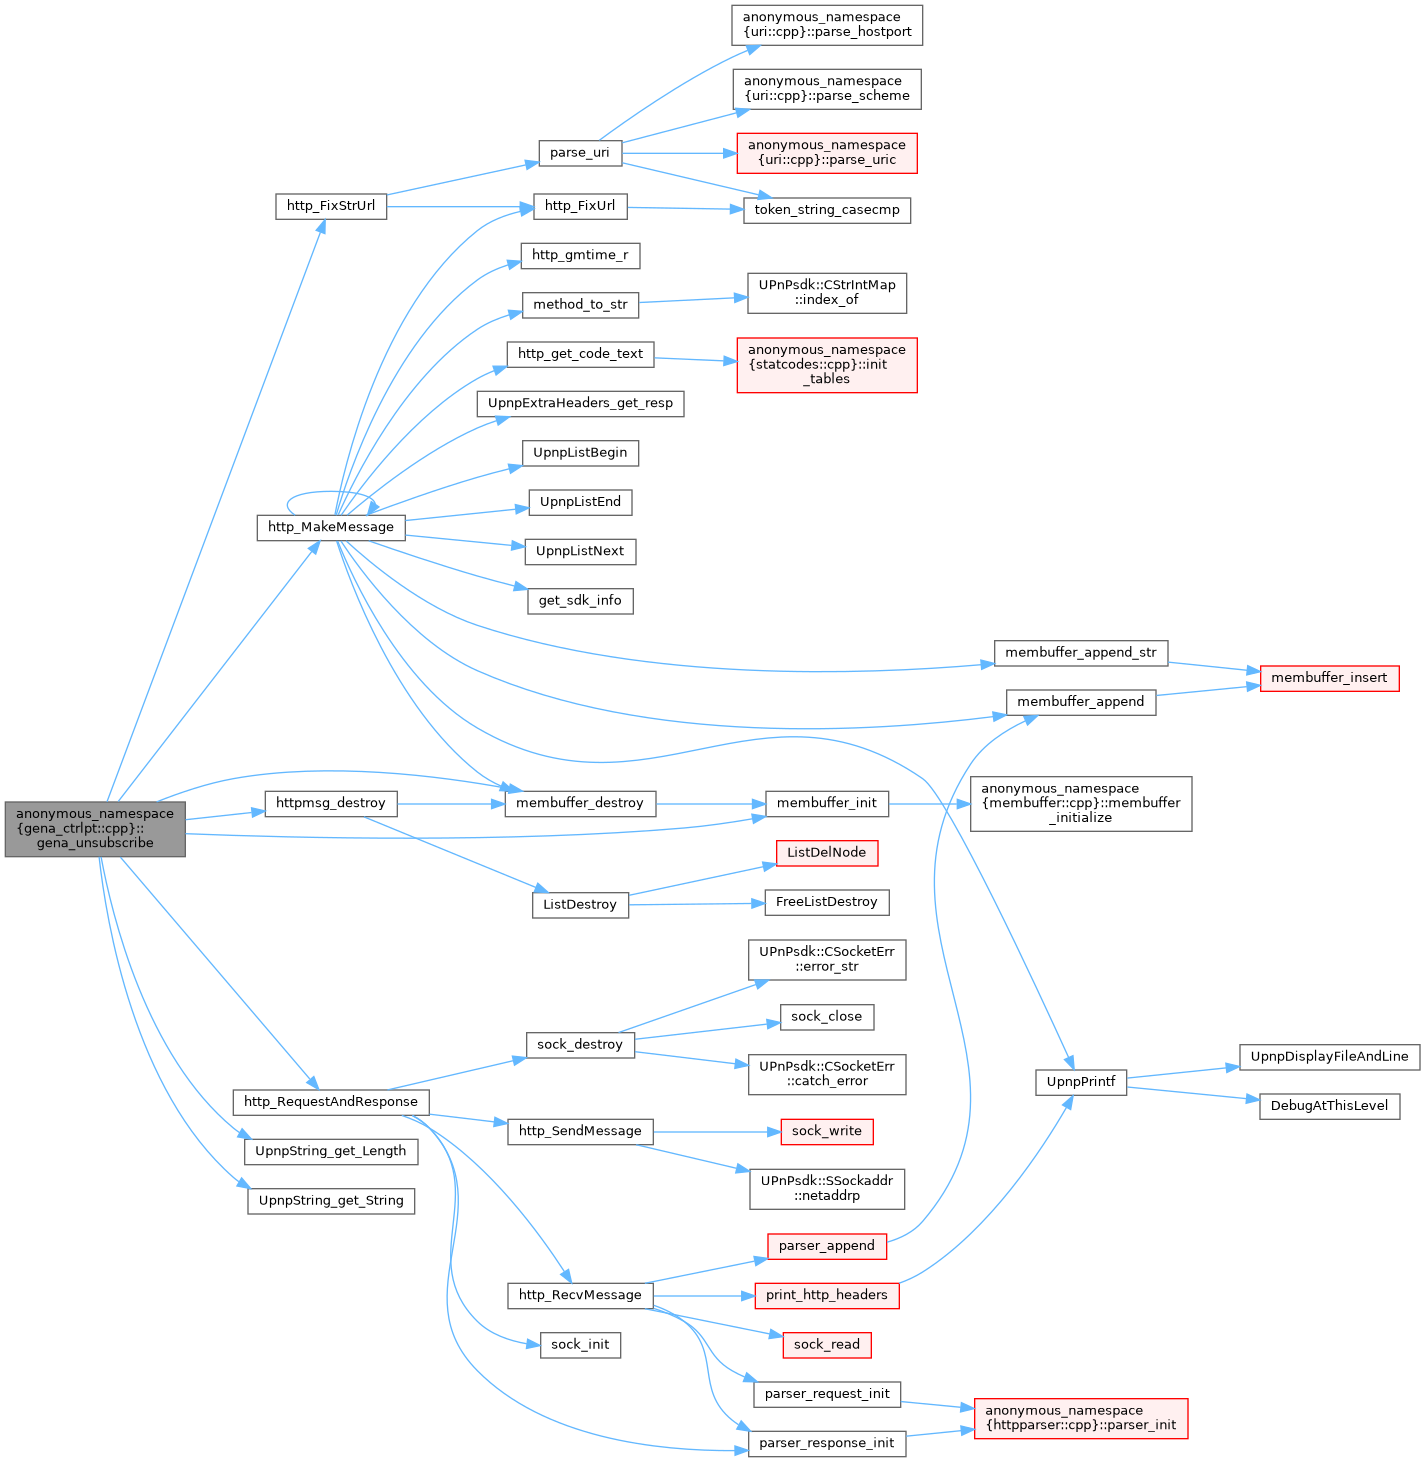 anonymous_namespace
{uri::cpp}::parse_hostport
anonymous_namespace
{uri::cpp}::parse_scheme
parse_uri
anonymous_namespace
{uri::cpp}::parse_uric
http_FixStrUrl
http_FixUrl
token_string_casecmp
http_gmtime_r
method_to_str
UPnPsdk::CStrIntMap
::index_of
http_get_code_text
anonymous_namespace
{statcodes::cpp}::init
_tables
UpnpExtraHeaders_get_resp
UpnpListBegin
UpnpListEnd
http_MakeMessage
UpnpListNext
get_sdk_info
membuffer_append_str
membuffer_insert
membuffer_append
anonymous_namespace
{gena_ctrlpt::cpp}::
gena_unsubscribe
httpmsg_destroy
membuffer_destroy
membuffer_init
anonymous_namespace
{membuffer::cpp}::membuffer
_initialize
ListDelNode
ListDestroy
FreeListDestroy
UPnPsdk::CSocketErr
::error_str
sock_close
sock_destroy
UPnPsdk::CSocketErr
::catch_error
UpnpPrintf
UpnpDisplayFileAndLine
DebugAtThisLevel
http_RequestAndResponse
http_SendMessage
sock_write
UpnpString_get_Length
UPnPsdk::SSockaddr
::netaddrp
UpnpString_get_String
parser_append
http_RecvMessage
print_http_headers
sock_init
sock_read
parser_request_init
anonymous_namespace
{httpparser::cpp}::parser_init
parser_response_init